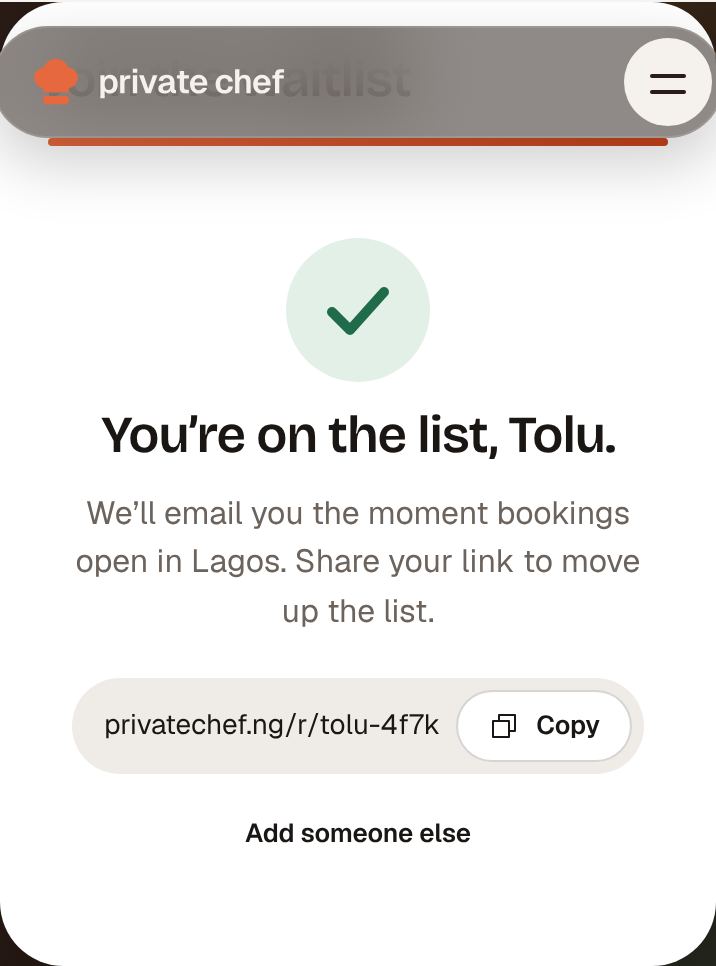 private chef
You’re on the list, Tolu.
We’ll email you the moment bookings
open in Lagos. Share your link to move
up the list.
privatechef.ng/r/tolu-4f7k
Copy
Add someone else